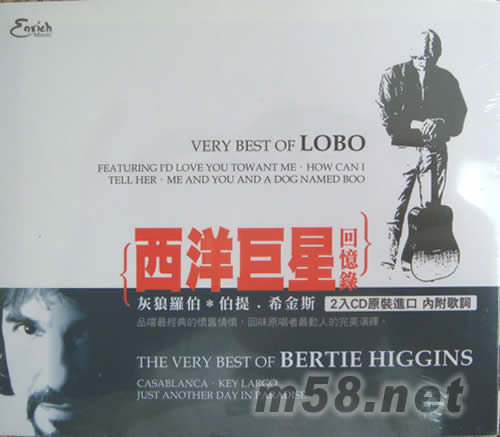 Enrich
Music
VERY BEST OF LOBO
FEATURING I'D LOVE YOU TOWANT ME · HOW CAN I
TELL HER · ME AND YOU AND A DOG NAMED BOO
{西洋巨星回憶錄}
灰狼羅伯*伯提.希金斯 2入CD原裝進口 內附歌詞
品嚐最經典的懷舊情懷，回味原唱者最動人的完美演繹。
THE VERY BEST OF BERTIE HIGGINS
CASABLANCA · KEY LARGO
JUST ANOTHER DAY IN PARADISE
m58.net